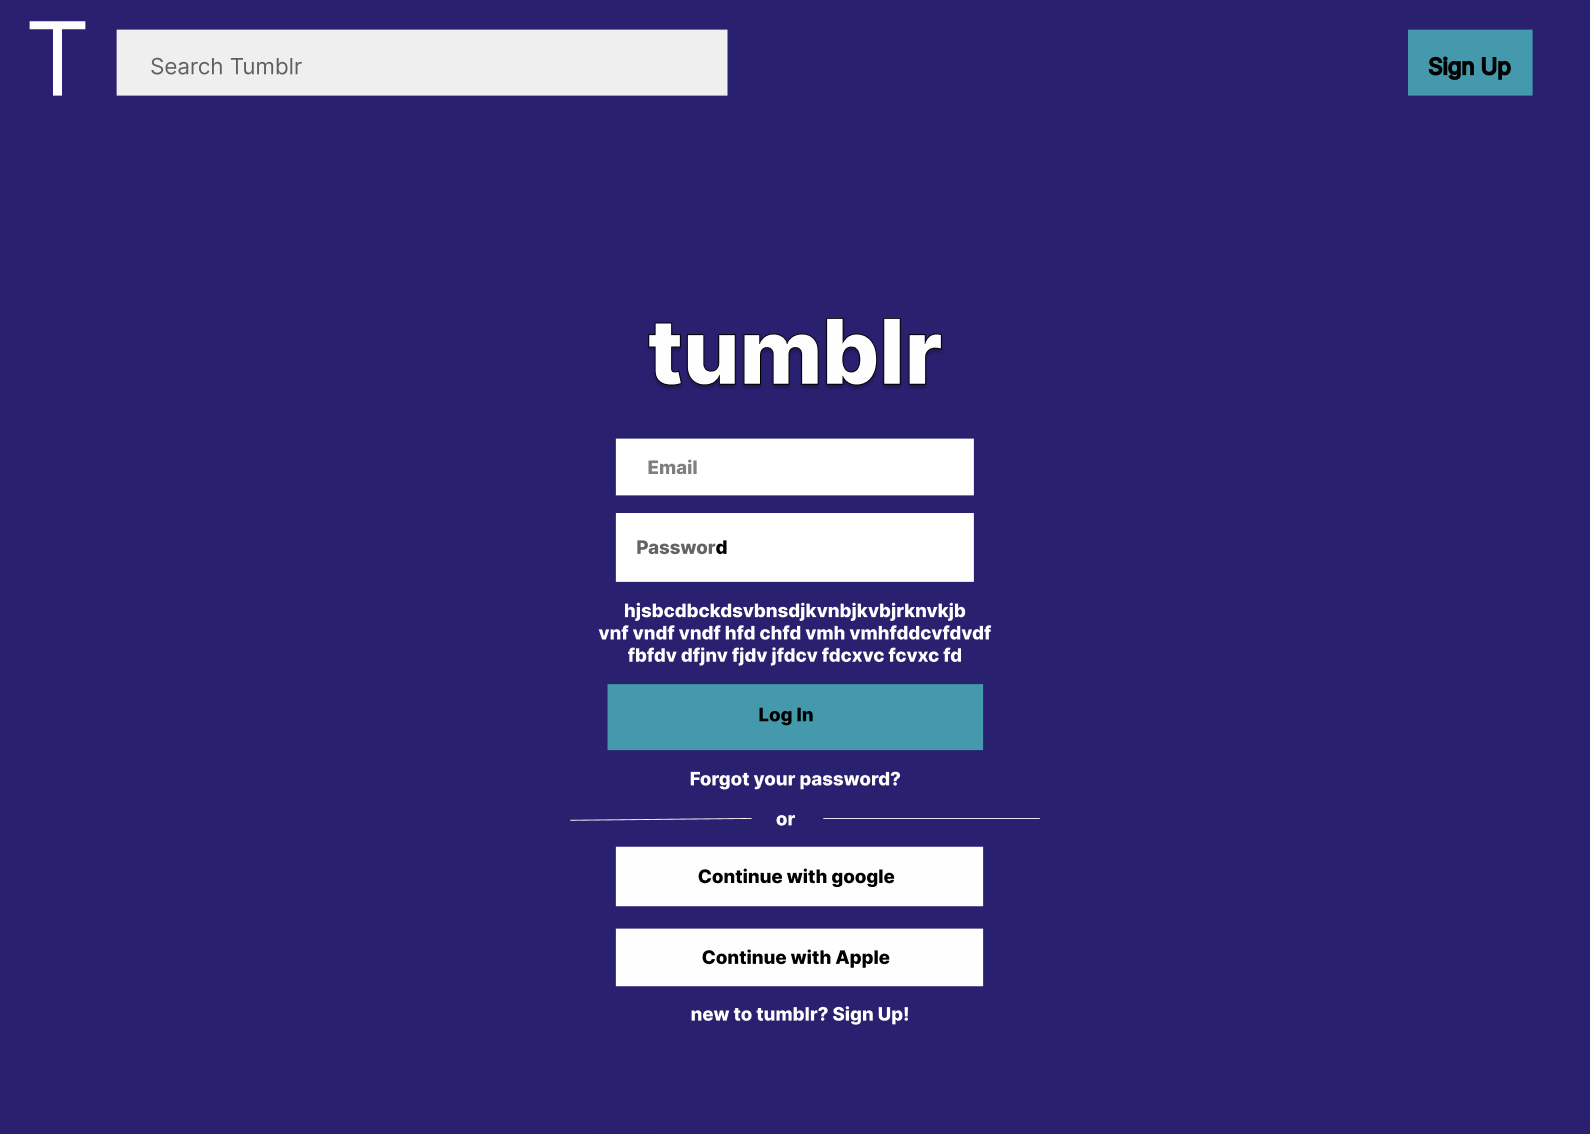 T
Search Tumblr
Sign Up
tumblr
Email
Password
hjsbcdbckdsvbnsdjkvnbjkvbjrknvkjb
vnf vndf vndf hfd chfd vmh vmhfddcvfdvdf
fbfdv dfjnv fjdv jfdcv fdcxvc fcvxc fd
Log In
Forgot your password?
or
Continue with google
Continue with Apple
new to tumblr? Sign Up!